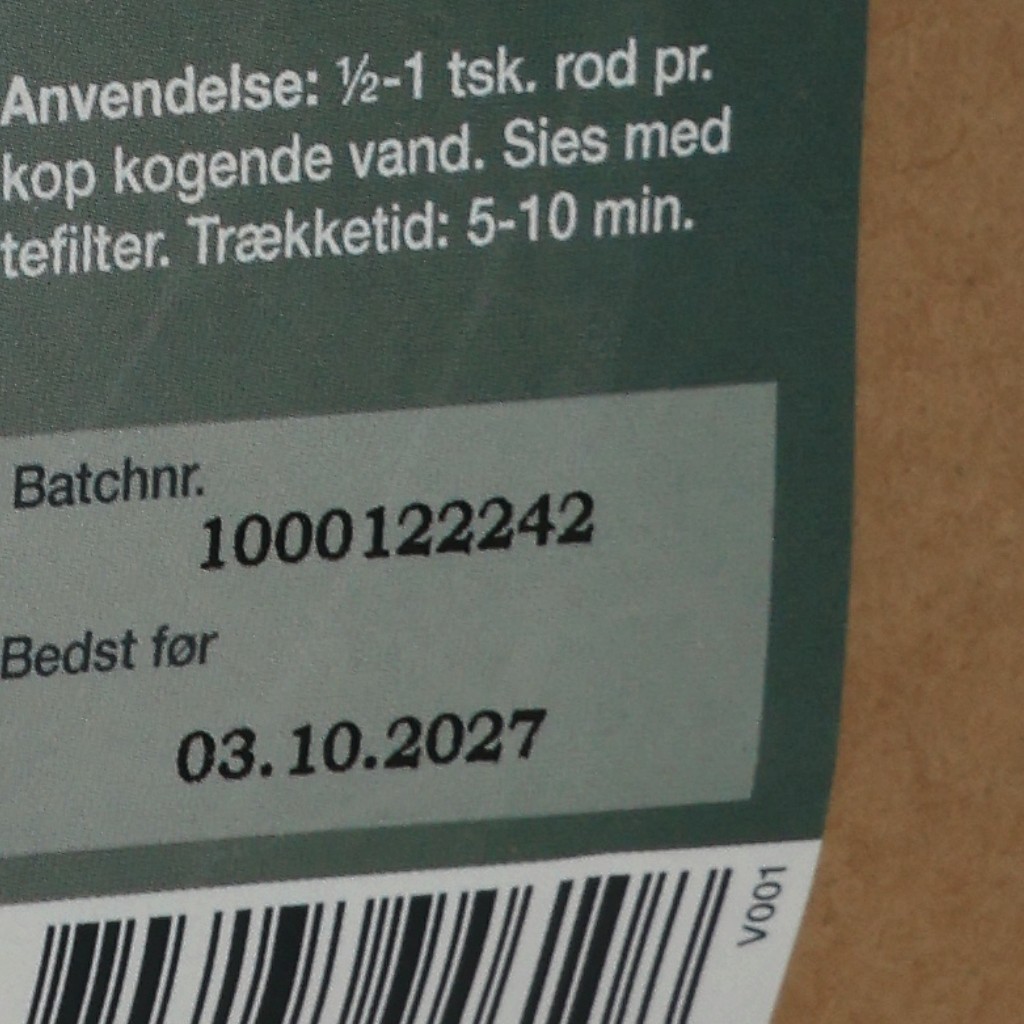 Anvendelse: ½-1 tsk. rod pr.
kop kogende vand. Sies med
tefilter. Trækketid: 5-10 min.
Batchnr.
1000122242
Bedst før
03.10.2027
V001